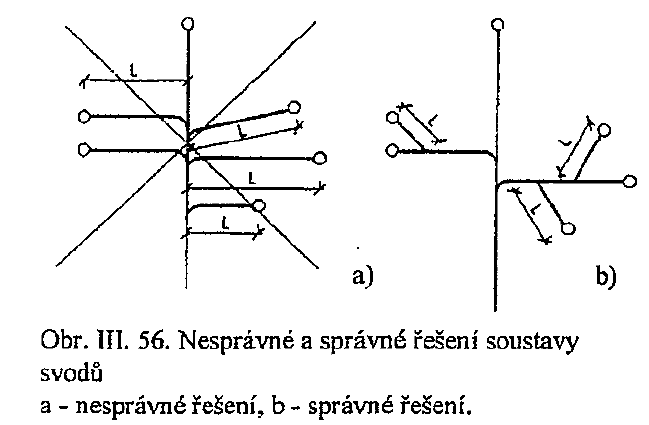 L
L
L
L
L
L
L
a)
b)
Obr. III. 56. Nesprávné a správné řešení soustavy
svodů
a - nesprávné řešení, b - správné řešení.